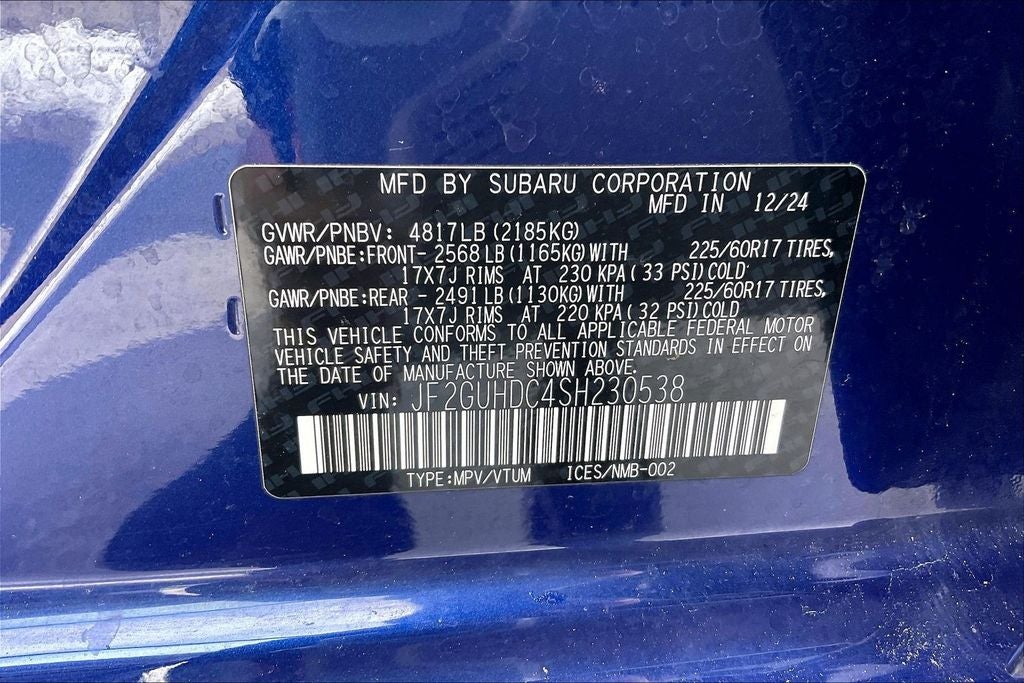 MFD BY SUBARU CORPORATION
MFD IN 12/24
GVWR/PNBV: 4817LB (2185KG)
GAWR/PNBE:FRONT- 2568 LB (1165KG) WITH 225/60R17 TIRES,
17X7J RIMS AT 230 KPA ( 33 PSI) COLD
GAWR/PNBE:REAR - 2491 LB (1130KG) WITH 225/60R17 TIRES,
17X7J RIMS AT 220 KPA ( 32 PSI) COLD
THIS VEHICLE CONFORMS TO ALL APPLICABLE FEDERAL MOTOR
VEHICLE SAFETY AND THEFT PREVENTION STANDARDS IN EFFECT ON
THE DATE OF MANUFACTURE SHOWN ABOVE.
VIN: JF2GUHDC4SH230538
TYPE:MPV/VTUM ICES/NMB-002